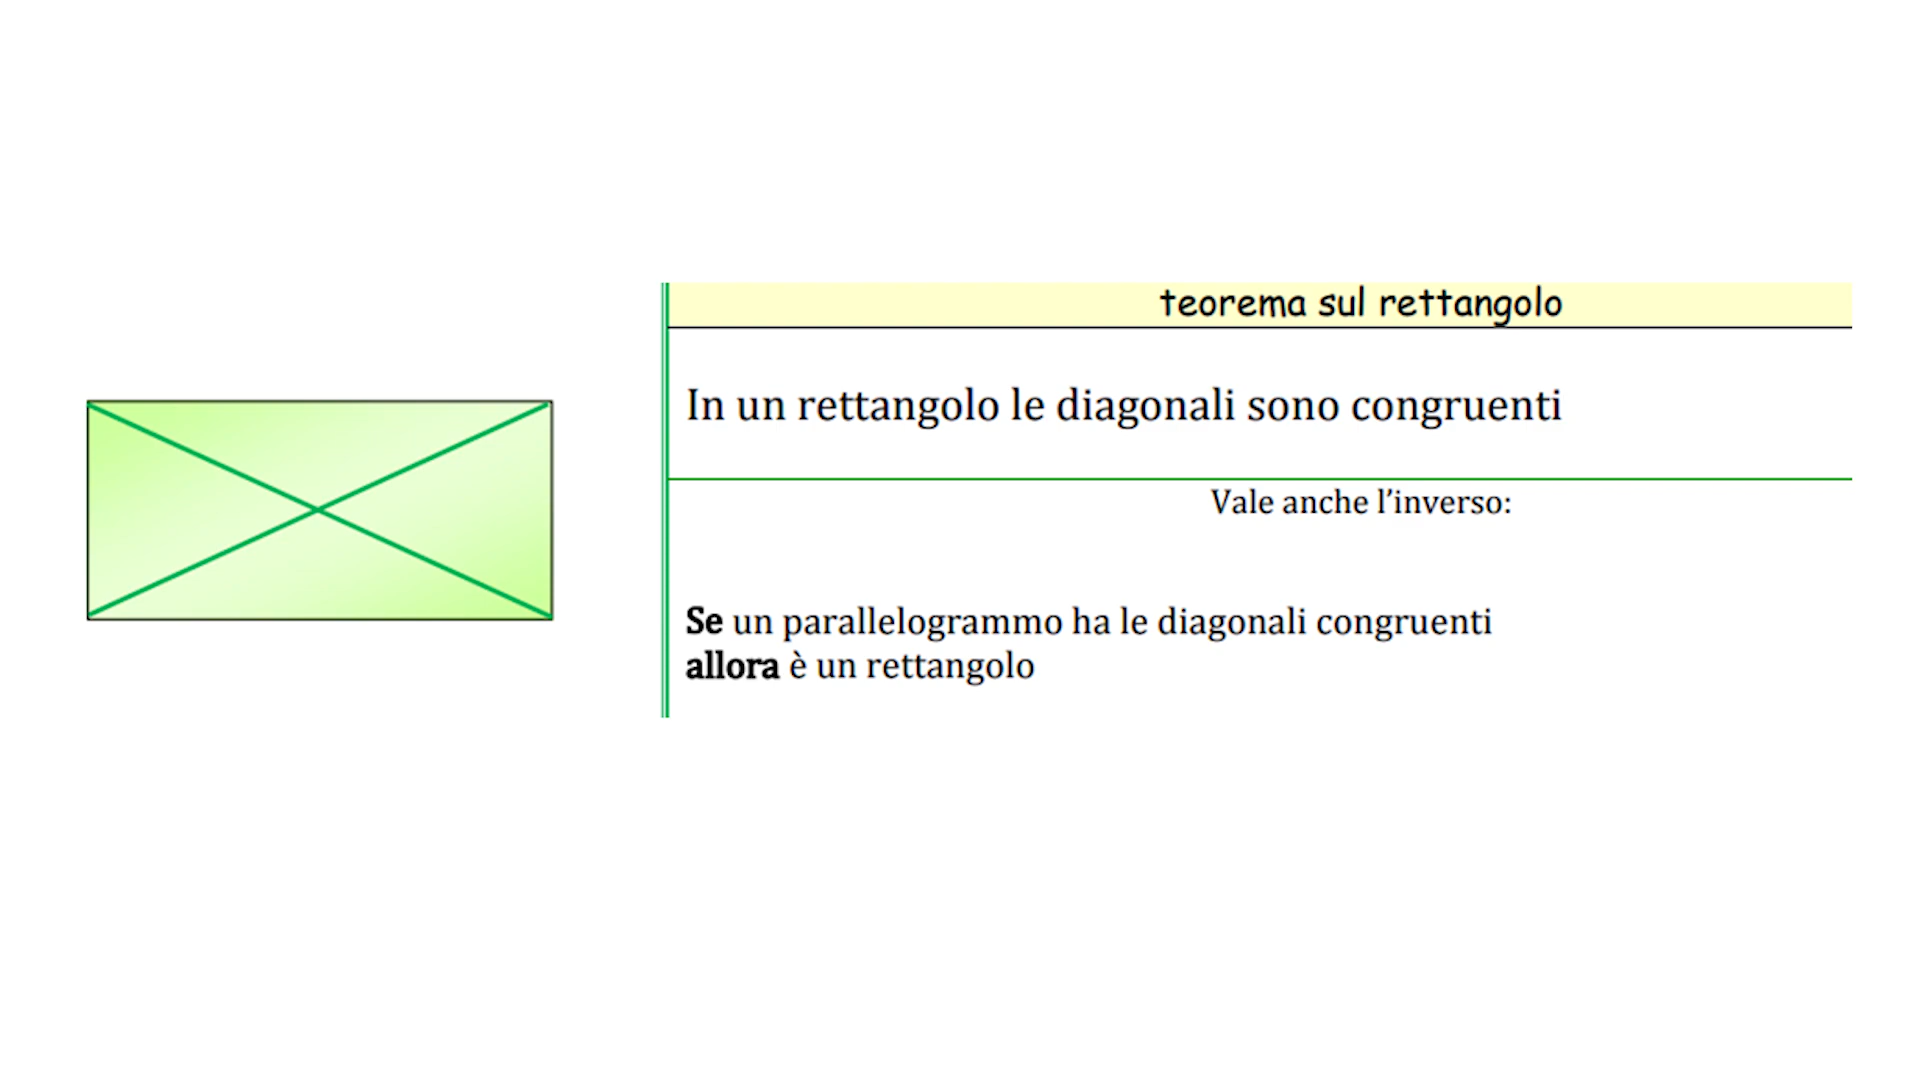 teorema sul rettangolo
In un rettangolo le diagonali sono congruenti
Vale anche l’inverso:
Se un parallelogrammo ha le diagonali congruenti
allora è un rettangolo